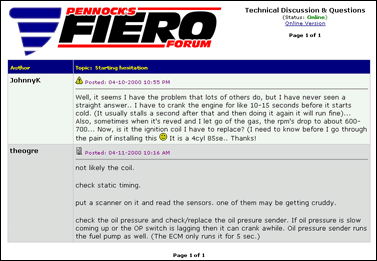 PENNOCK'S
FIERO
FORUM
Technical Discussion & Questions
(Status: Online)
Online Version
Page 1 of 1
Author
Topic: Starting hesitation
JohnnyK
Posted: 04-10-2000 10:55 PM
Well, it seems I have the problem that lots of others do, but I have never seen a
straight answer.. I have to crank the engine for like 10-15 seconds before it starts
cold. (It usually stalls a second after that and then doing it again it will run fine)...
Also, sometimes when it's reved and I let go of the gas, the rpm's drop to about 600-
700... Now, is it the ignition coil I have to replace? (I need to know before I go through
the pain of installing this It is a 4cyl 85se.. Thanks!
theogre
Posted: 04-11-2000 10:16 AM
not likely the coil.
check static timing.
put a scanner on it and read the sensors. one of them may be getting cruddy.
check the oil pressure and check/replace the oil presure sender. If oil pressure is slow
coming up or the OP switch is lagging then it can crank awhile. Oil pressure sender runs
the fuel pump as well. (The ECM only runs it for 5 sec.)
Page 1 of 1